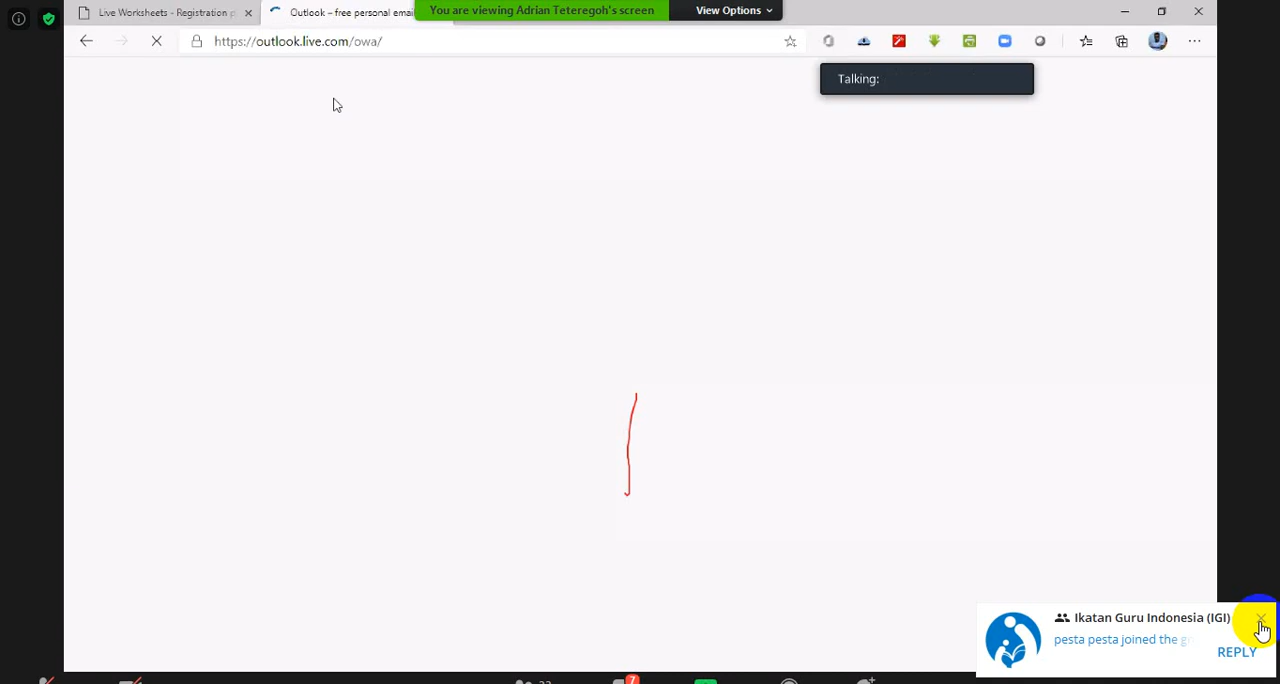 Live Worksheets - Registration p
Outlook – free personal emai
You are viewing Adrian Teteregoh's screen
View Options
https://outlook.live.com/owa/
Talking:
Ikatan Guru Indonesia (IGI)
pesta pesta joined the g
REPLY
7